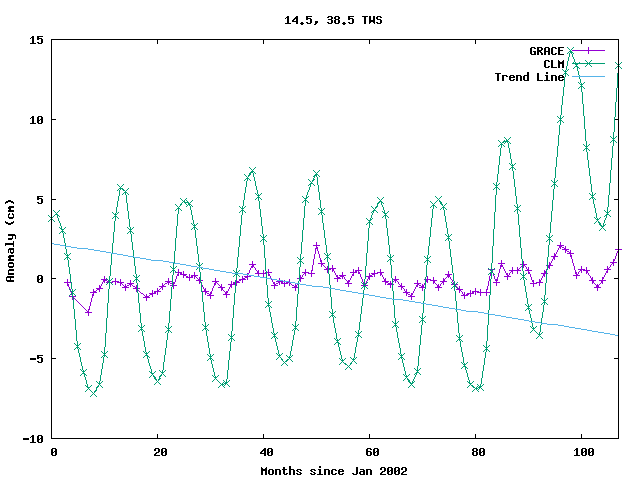 14.5, 38.5 TWS
GRACE
CLM
Trend Line
15
10
5
0
-5
-10
Anomaly (cm)
0 20 40 60 80 100
Months since Jan 2002